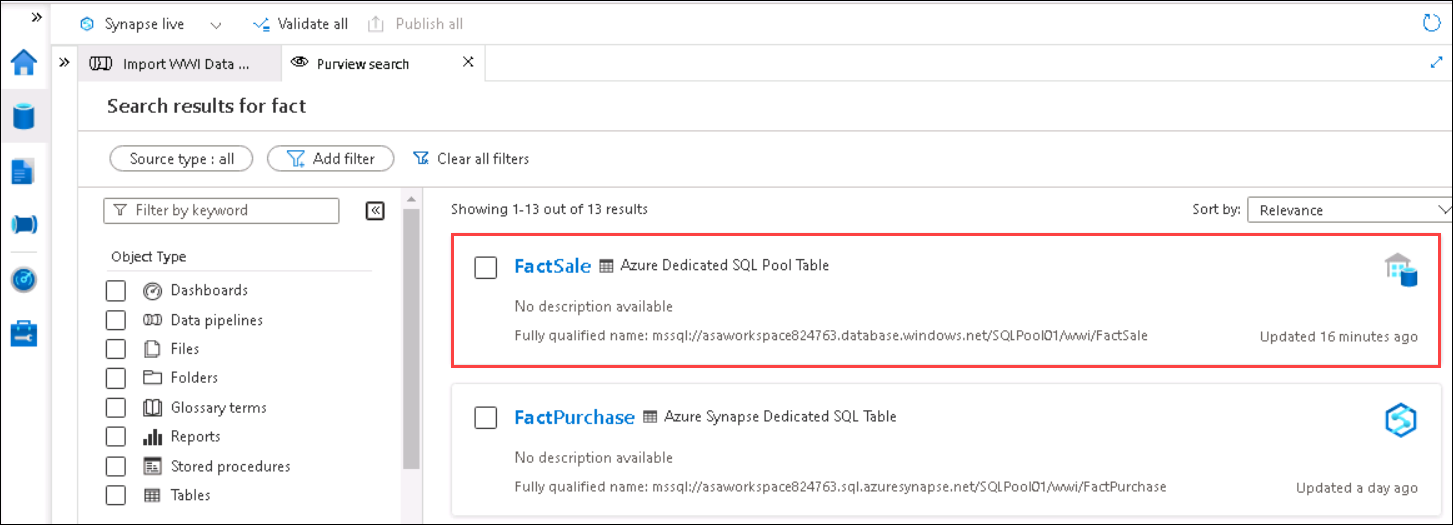 Synapse live Validate all Publish all
Import WWI Data ... Purview search
Search results for fact
Source type : all Add filter Clear all filters
Filter by keyword
Showing 1-13 out of 13 results Sort by: Relevance
Object Type
Dashboards
Data pipelines
Files
Folders
Glossary terms
Reports
Stored procedures
Tables
FactSale Azure Dedicated SQL Pool Table
No description available
Fully qualified name: mssql://asaworkspace824763.database.windows.net/SQLPool01/wwi/FactSale Updated 16 minutes ago
FactPurchase Azure Synapse Dedicated SQL Table
No description available
Fully qualified name: mssql://asaworkspace824763.sql.azuresynapse.net/SQLPool01/wwi/FactPurchase Updated a day ago